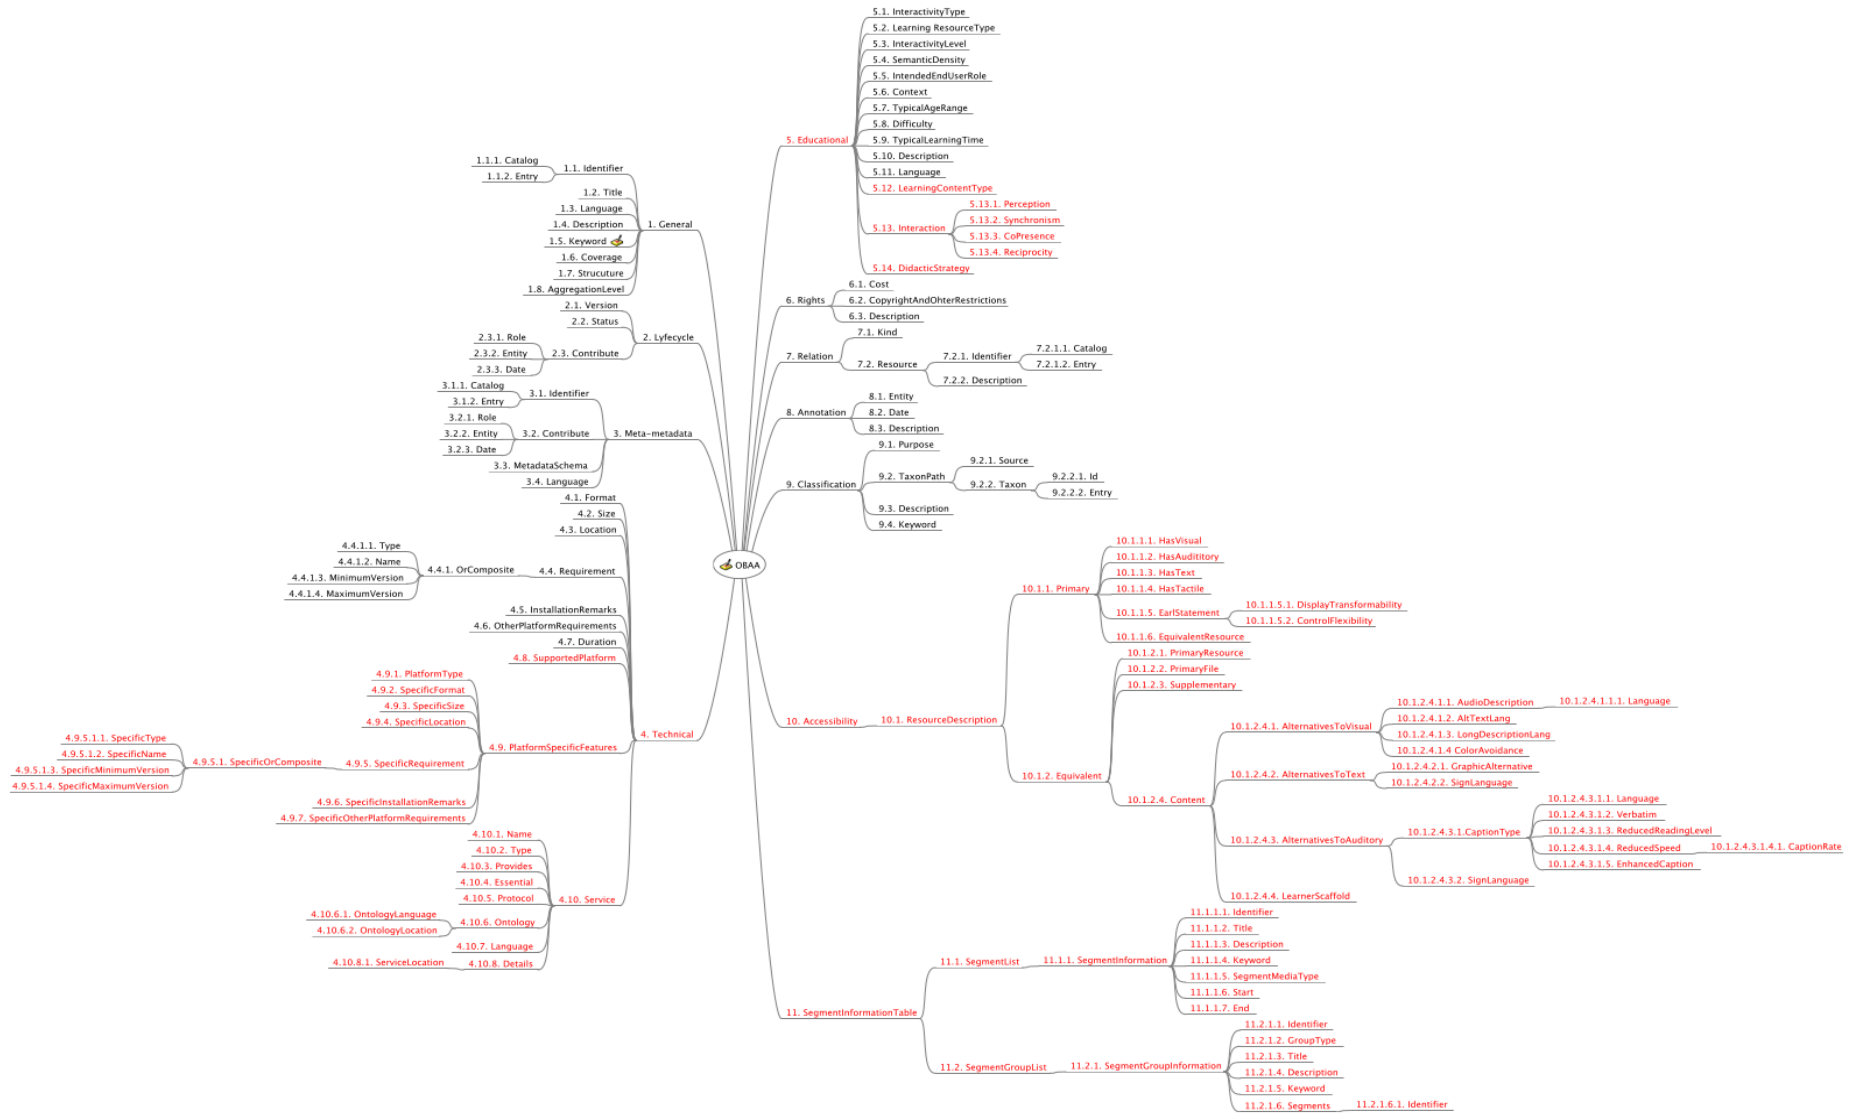 OBAA
1. General
1.1. Identifier
1.1.1. Catalog
1.1.2. Entry
1.2. Title
1.3. Language
1.4. Description
1.5. Keyword
1.6. Coverage
1.7. Strucuture
1.8. AggregationLevel
2. Lyfecycle
2.1. Version
2.2. Status
2.3. Contribute
2.3.1. Role
2.3.2. Entity
2.3.3. Date
3. Meta-metadata
3.1. Identifier
3.1.1. Catalog
3.1.2. Entry
3.2. Contribute
3.2.1. Role
3.2.2. Entity
3.2.3. Date
3.3. MetadataSchema
3.4. Language
4. Technical
4.1. Format
4.2. Size
4.3. Location
4.4. Requirement
4.4.1. OrComposite
4.4.1.1. Type
4.4.1.2. Name
4.4.1.3. MinimumVersion
4.4.1.4. MaximumVersion
4.5. InstallationRemarks
4.6. OtherPlatformRequirements
4.7. Duration
4.8. SupportedPlatform
4.9. PlatformSpecificFeatures
4.9.1. PlatformType
4.9.2. SpecificFormat
4.9.3. SpecificSize
4.9.4. SpecificLocation
4.9.5. SpecificRequirement
4.9.5.1. SpecificOrComposite
4.9.5.1.1. SpecificType
4.9.5.1.2. SpecificName
4.9.5.1.3. SpecificMinimumVersion
4.9.5.1.4. SpecificMaximumVersion
4.9.6. SpecificInstallationRemarks
4.9.7. SpecificOtherPlatformRequirements
4.10. Service
4.10.1. Name
4.10.2. Type
4.10.3. Provides
4.10.4. Essential
4.10.5. Protocol
4.10.6. Ontology
4.10.6.1. OntologyLanguage
4.10.6.2. OntologyLocation
4.10.7. Language
4.10.8. Details
4.10.8.1. ServiceLocation
5. Educational
5.1. InteractivityType
5.2. Learning ResourceType
5.3. InteractivityLevel
5.4. SemanticDensity
5.5. IntendedEndUserRole
5.6. Context
5.7. TypicalAgeRange
5.8. Difficulty
5.9. TypicalLearningTime
5.10. Description
5.11. Language
5.12. LearningContentType
5.13. Interaction
5.13.1. Perception
5.13.2. Synchronism
5.13.3. CoPresence
5.13.4. Reciprocity
5.14. DidacticStrategy
6. Rights
6.1. Cost
6.2. CopyrightAndOhterRestrictions
6.3. Description
7. Relation
7.1. Kind
7.2. Resource
7.2.1. Identifier
7.2.1.1. Catalog
7.2.1.2. Entry
7.2.2. Description
8. Annotation
8.1. Entity
8.2. Date
8.3. Description
9. Classification
9.1. Purpose
9.2. TaxonPath
9.2.1. Source
9.2.2. Taxon
9.2.2.1. Id
9.2.2.2. Entry
9.3. Description
9.4. Keyword
10. Accessibility
10.1. ResourceDescription
10.1.1. Primary
10.1.1.1. HasVisual
10.1.1.2. HasAudititory
10.1.1.3. HasText
10.1.1.4. HasTactile
10.1.1.5. EarlStatement
10.1.1.5.1. DisplayTransformability
10.1.1.5.2. ControlFlexibility
10.1.1.6. EquivalentResource
10.1.2. Equivalent
10.1.2.1. PrimaryResource
10.1.2.2. PrimaryFile
10.1.2.3. Supplementary
10.1.2.4. Content
10.1.2.4.1. AlternativesToVisual
10.1.2.4.1.1. AudioDescription
10.1.2.4.1.1.1. Language
10.1.2.4.1.2. AltTextLang
10.1.2.4.1.3. LongDescriptionLang
10.1.2.4.1.4 ColorAvoidance
10.1.2.4.2. AlternativesToText
10.1.2.4.2.1. GraphicAlternative
10.1.2.4.2.2. SignLanguage
10.1.2.4.3. AlternativesToAuditory
10.1.2.4.3.1.CaptionType
10.1.2.4.3.1.1. Language
10.1.2.4.3.1.2. Verbatim
10.1.2.4.3.1.3. ReducedReadingLevel
10.1.2.4.3.1.4. ReducedSpeed
10.1.2.4.3.1.4.1. CaptionRate
10.1.2.4.3.1.5. EnhancedCaption
10.1.2.4.3.2. SignLanguage
10.1.2.4.4. LearnerScaffold
11. SegmentInformationTable
11.1. SegmentList
11.1.1. SegmentInformation
11.1.1.1. Identifier
11.1.1.2. Title
11.1.1.3. Description
11.1.1.4. Keyword
11.1.1.5. SegmentMediaType
11.1.1.6. Start
11.1.1.7. End
11.2. SegmentGroupList
11.2.1. SegmentGroupInformation
11.2.1.1. Identifier
11.2.1.2. GroupType
11.2.1.3. Title
11.2.1.4. Description
11.2.1.5. Keyword
11.2.1.6. Segments
11.2.1.6.1. Identifier